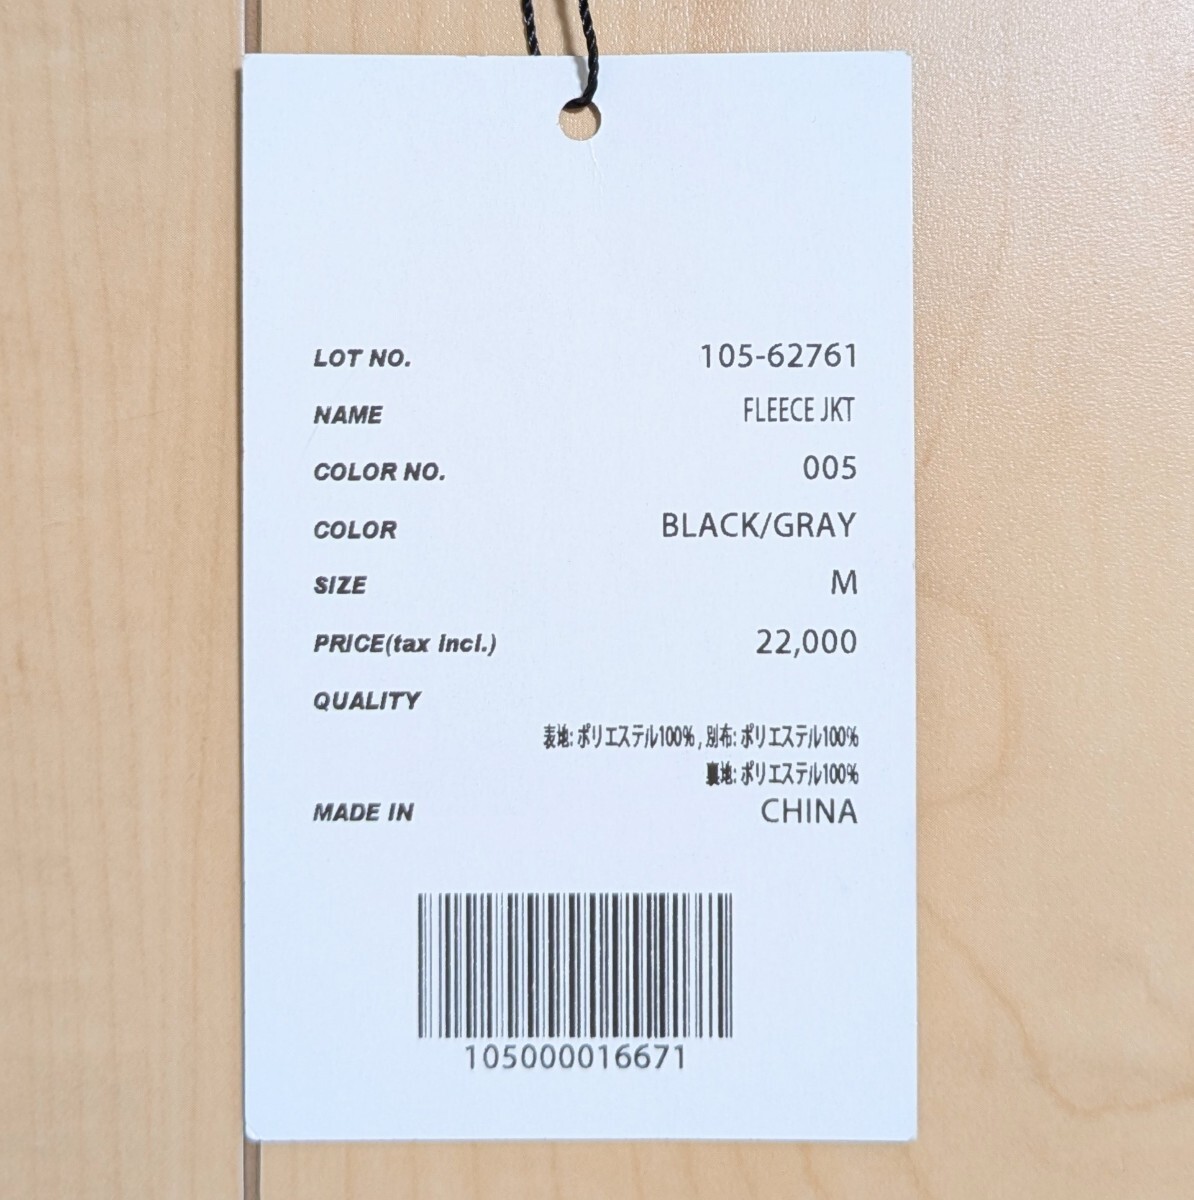 LOT NO. 105-62761
NAME FLEECE JKT
COLOR NO. 005
COLOR BLACK/GRAY
SIZE M
PRICE(tax incl.) 22,000
QUALITY
表地:ポリエステル100%,別布:ポリエステル100%
裏地:ポリエステル100%
MADE IN CHINA
105000016671